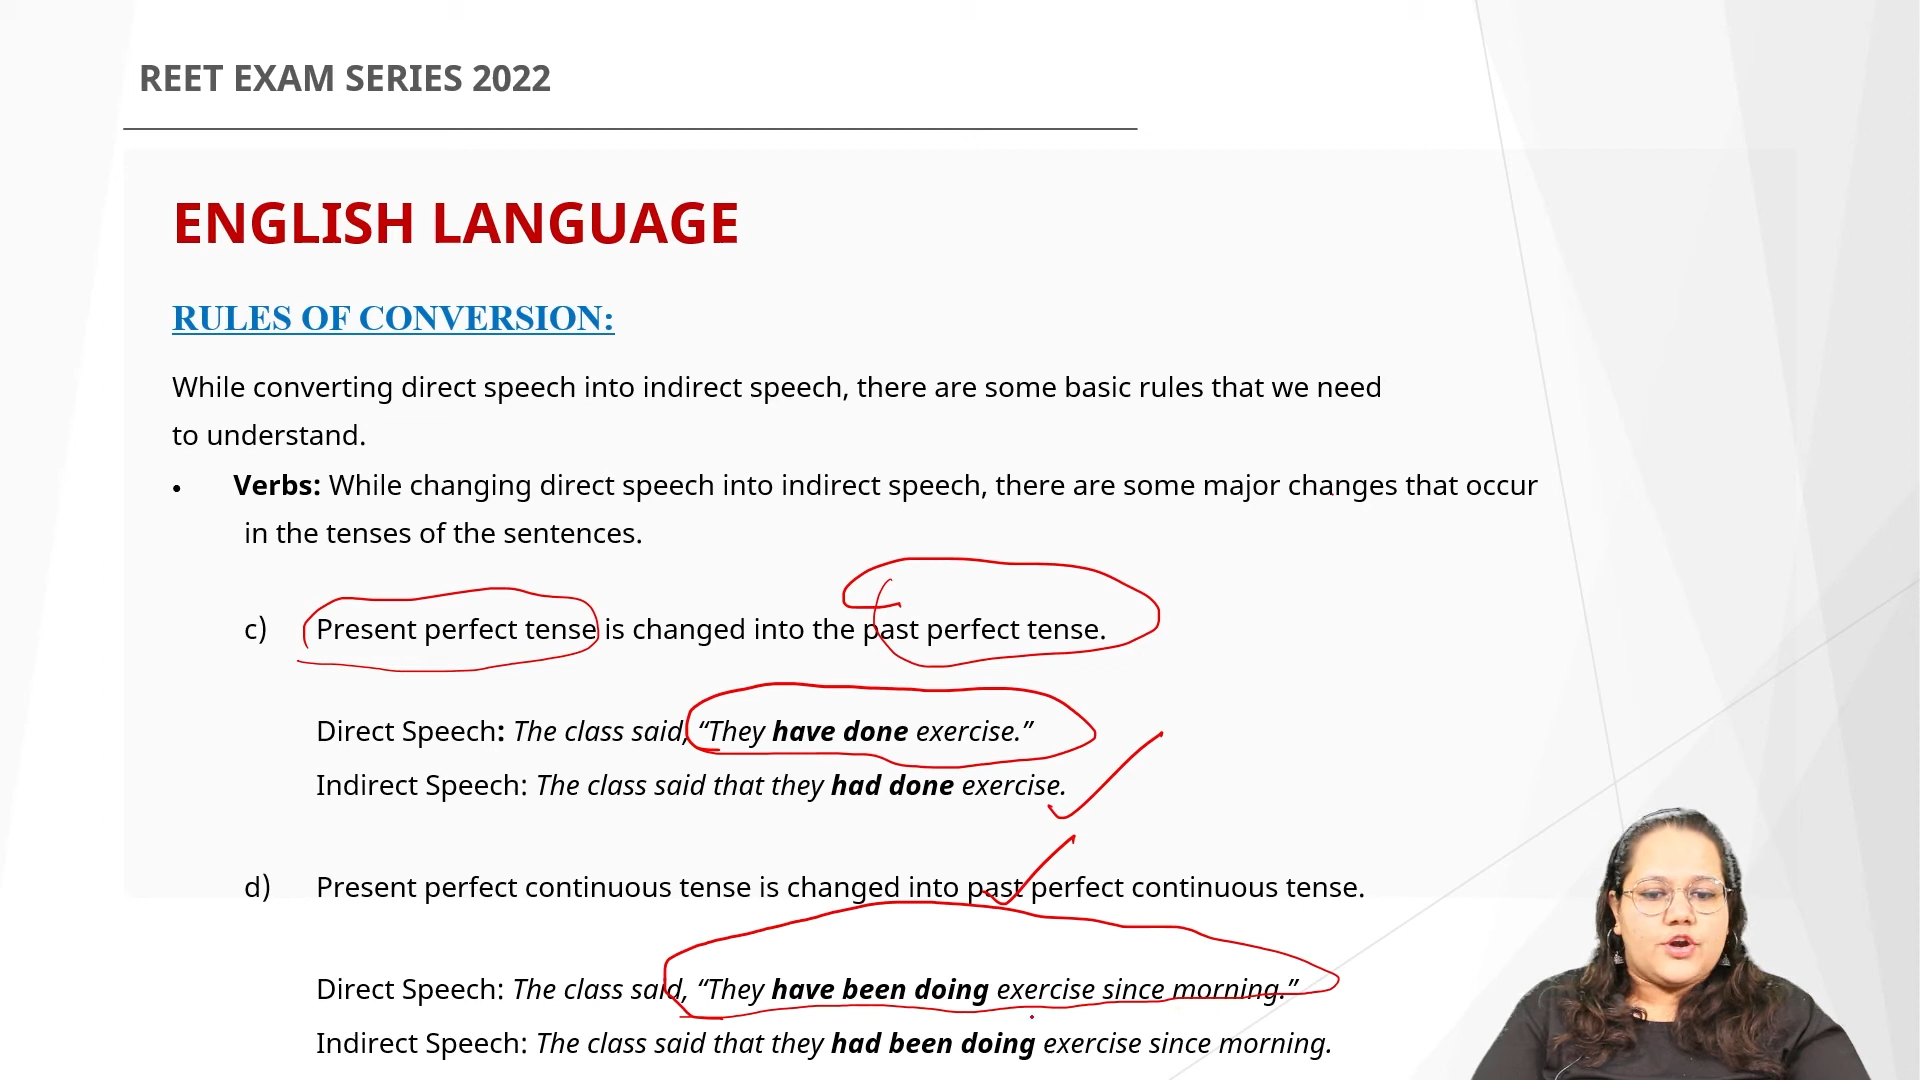 REET EXAM SERIES 2022
ENGLISH LANGUAGE
RULES OF CONVERSION:
While converting direct speech into indirect speech, there are some basic rules that we need
to understand.
• Verbs: While changing direct speech into indirect speech, there are some major changes that occur
in the tenses of the sentences.
c) Present perfect tense is changed into the past perfect tense.
Direct Speech: The class said, “They have done exercise.”
Indirect Speech: The class said that they had done exercise.
d) Present perfect continuous tense is changed into past perfect continuous tense.
Direct Speech: The class said, “They have been doing exercise since morning.”
Indirect Speech: The class said that they had been doing exercise since morning.